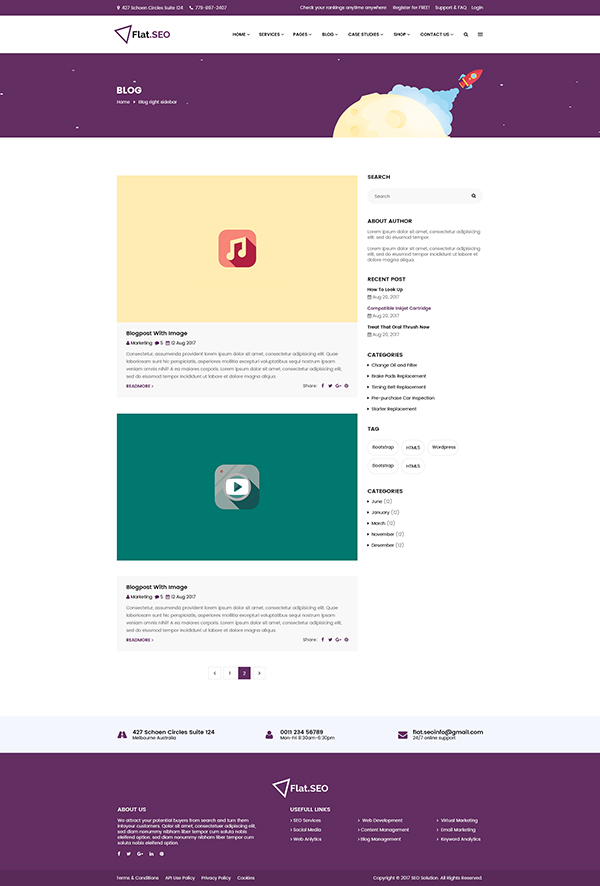 427 Schoen Circles Suite 124 779-897-2407 Check your rankings anytime anywhere Register for FREE! Support & FAQ Login
Flat.SEO
HOME SERVICES PAGES BLOG CASE STUDIES SHOP CONTACT US
BLOG
Home Blog right sidebar
Blogpost With Image
Marketing 5 12 Aug 2017
Consectetur, assumenda provident lorem ipsum dolor sit amet, consectetur adipisicing elit. Quae
laboriosam sunt hic perspiciatis, asperiores mollitia excepturi voluptatibus sequi nostrum ipsam
veniam omnis nihil! A ea maiores corporis. Lorem ipsum dolor sit amet, consectetur adipisicing
elit, sed do eiusmod tempor incididunt ut labore et dolore magna aliqua.
READMORE Share:
Blogpost With Image
Marketing 5 12 Aug 2017
Consectetur, assumenda provident lorem ipsum dolor sit amet, consectetur adipisicing elit. Quae
laboriosam sunt hic perspiciatis, asperiores mollitia excepturi voluptatibus sequi nostrum ipsam
veniam omnis nihil! A ea maiores corporis. Lorem ipsum dolor sit amet, consectetur adipisicing
elit, sed do eiusmod tempor incididunt ut labore et dolore magna aliqua.
READMORE Share:
1 2
SEARCH
Search
ABOUT AUTHOR
Lorem ipsum dolor sit amet, consectetur adipisicing
elit, sed do eiusmod tempor.
Lorem ipsum dolor sit amet, consectetur adipisicing
elit, sed do eiusmod tempor incididunt ut labore et
dolore magna aliqua.
RECENT POST
How To Look Up
Aug 20, 2017
Compatible Inkjet Cartridge
Aug 20, 2017
Treat That Oral Thrush Now
Aug 20, 2017
CATEGORIES
Change Oil and Filter
Brake Pads Replacement
Timing Belt Replacement
Pre-purchase Car Inspection
Starter Replacement
TAG
Bootstrap HTML5 Wordpress
Bootstrap HTML5
CATEGORIES
June (12)
January (12)
March (12)
November (12)
Desember (12)
427 Schoen Circles Suite 124
Melbourne Australia
0011 234 56789
Mon-Fri 8:30am-6:30pm
flat.seoinfo@gmail.com
24/7 online support
Flat.SEO
ABOUT US
We attract your potential buyers from search and turn them
intoyour customers. Dolor sit amet, consectetuer adipiscing elit,
sed diam nonummy nibham liber tempor cum soluta nobis
eleifend option. sed diam nonummy nibham liber tempor cum
soluta nobis eleifend option.
USEFULL LINKS
SEO Services Web Development Virtual Marketing
Social Media Content Management Email Marketing
Web Anlytics Blog Management Keyword Analytics
Terms & Conditions API Use Policy Privacy Policy Cookies Copyright © 2017 SEO Solution. All Rights Reserved.